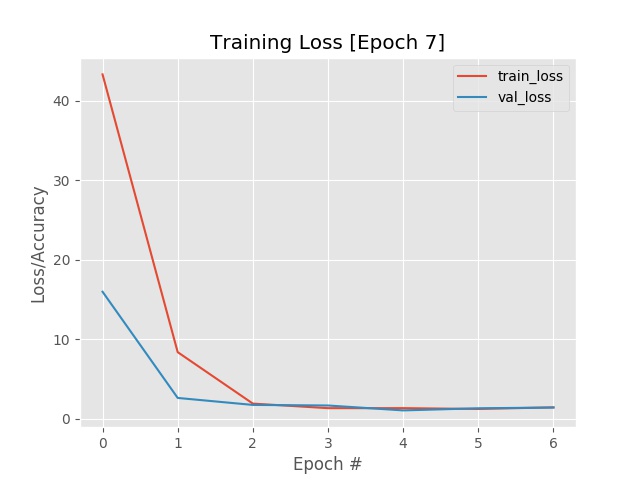 Training Loss [Epoch 7]
train_loss
val_loss
Loss/Accuracy
40
30
20
10
0
0 1 2 3 4 5 6
Epoch #